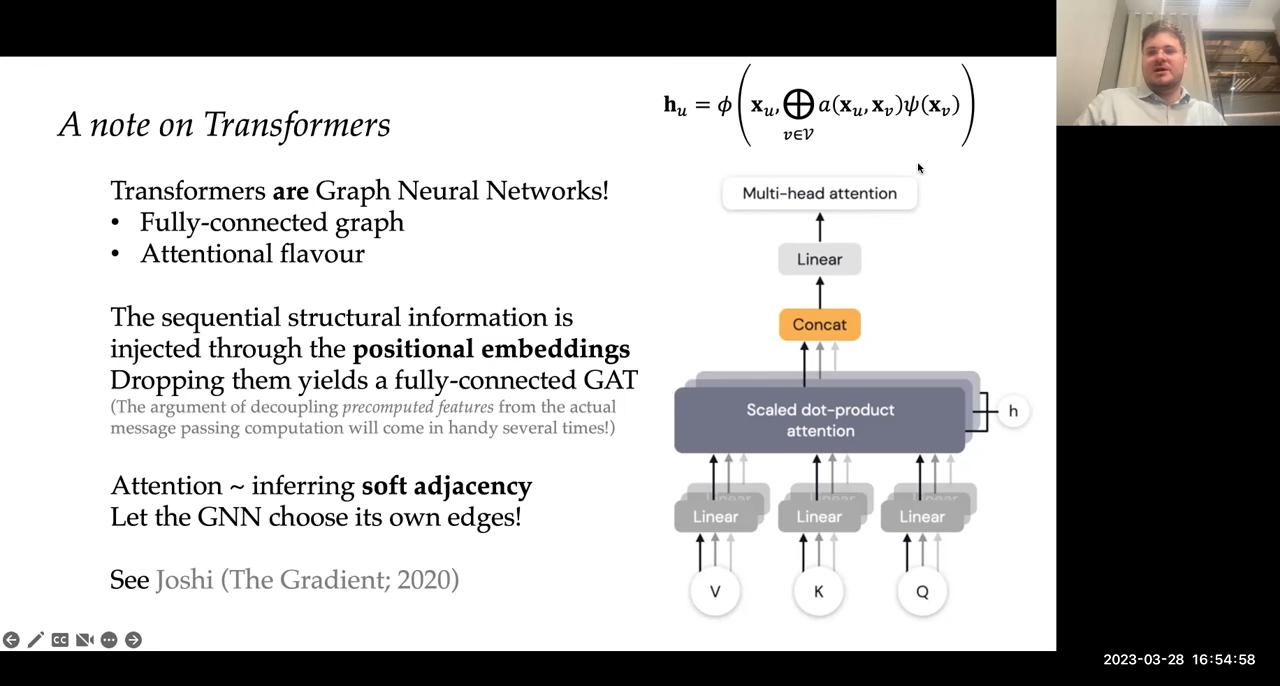 A note on Transformers
Transformers are Graph Neural Networks!
• Fully-connected graph
• Attentional flavour
The sequential structural information is
injected through the positional embeddings
Dropping them yields a fully-connected GAT
(The argument of decoupling precomputed features from the actual
message passing computation will come in handy several times!)
Attention ~ inferring soft adjacency
Let the GNN choose its own edges!
See Joshi (The Gradient; 2020)
h_u = ϕ(x_u, ⨁_{v∈𝒱} a(x_u, x_v)ψ(x_v))
Multi-head attention
Linear
Concat
Scaled dot-product
attention
h
Linear Linear Linear
Linear Linear Linear
V K Q
CC
2023-03-28 16:54:58